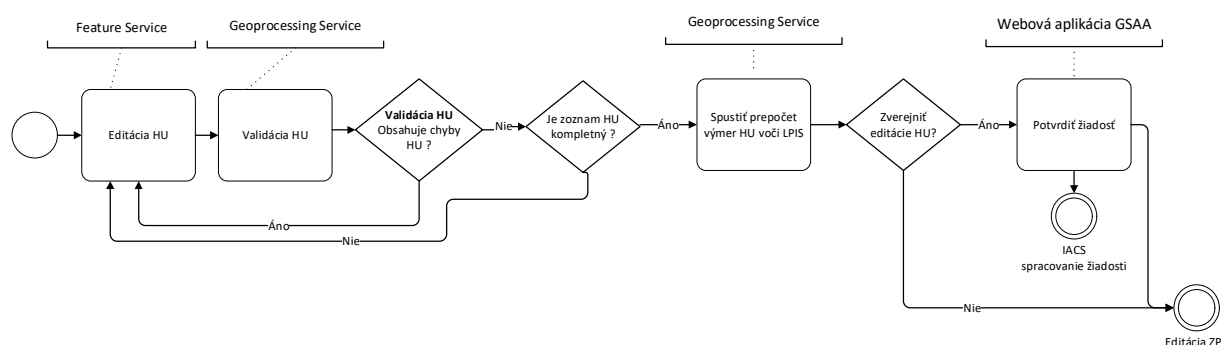 Feature Service
Geoprocessing Service
Geoprocessing Service
Webová aplikácia GSAA
Editácia HU
Validácia HU
Validácia HU
Obsahuje chyby
HU ?
Nie
Je zoznam HU
kompletný ?
Áno
Spustiť prepočet
výmer HU voči LPIS
Zverejniť
editácie HU?
Áno
Potvrdiť žiadosť
Áno
Nie
IACS
spracovanie žiadosti
Nie
Editácia ZP